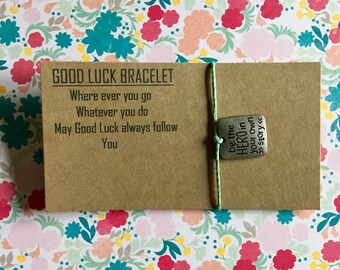 GOOD LUCK BRACELET
Where ever you go
Whatever you do
May Good Luck always follow
You
be the
HERO in
your own
» story «